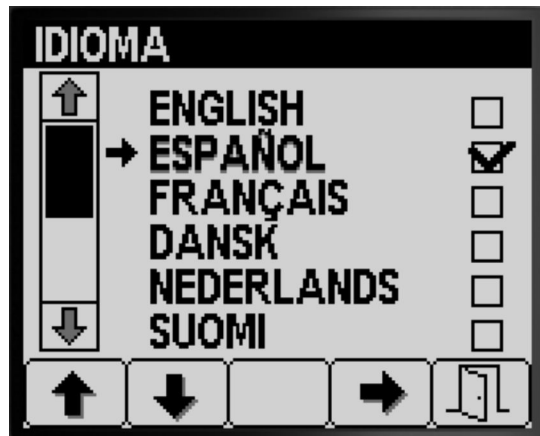 IDIOMA
ENGLISH
ESPAÑOL
FRANÇAIS
DANSK
NEDERLANDS
SUOMI